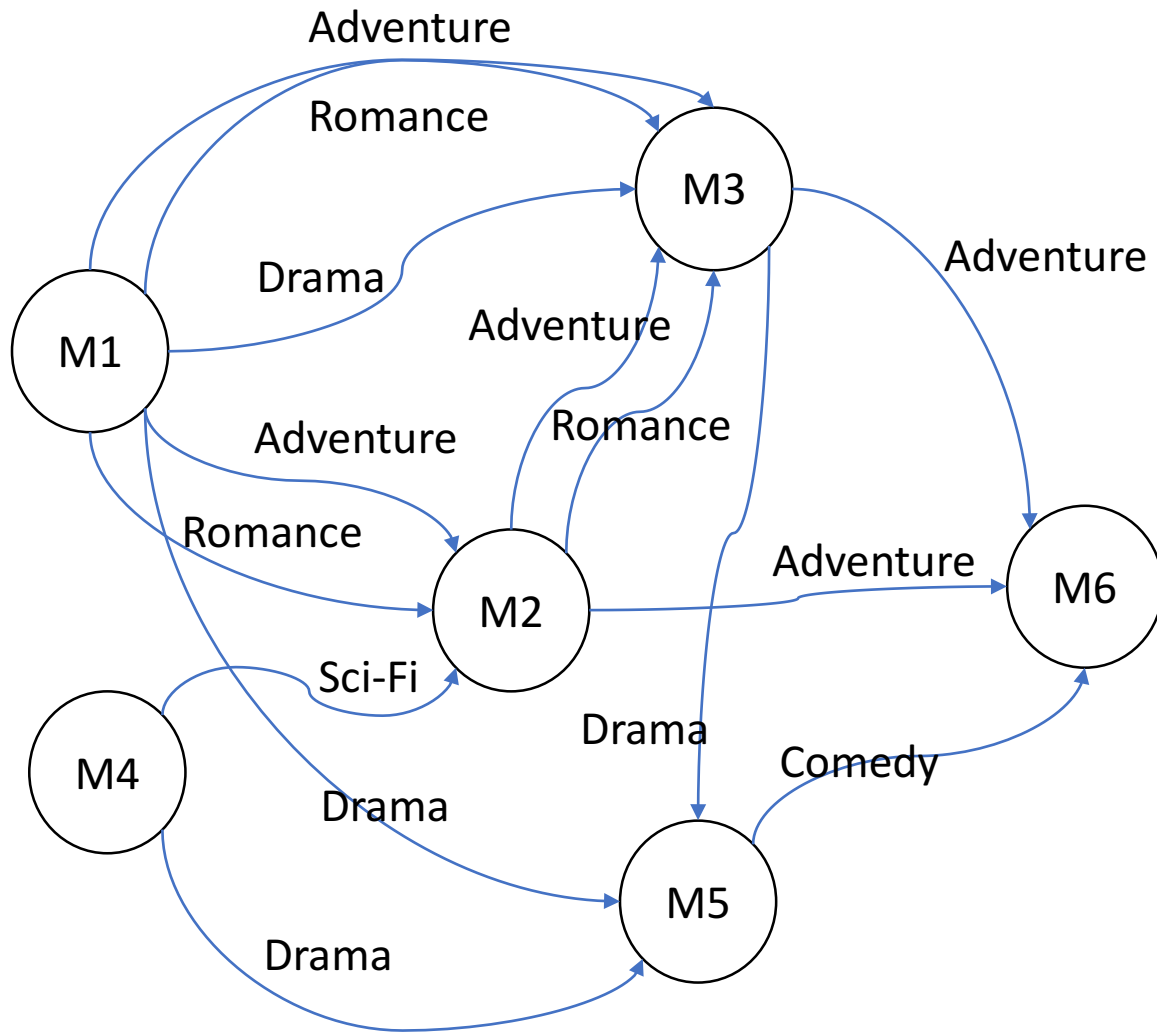 Adventure
Romance
M3
Adventure
Drama
Adventure
M1
Romance
Adventure
Romance
Adventure
M6
M2
Sci-Fi
Drama
Comedy
M4
Drama
M5
Drama